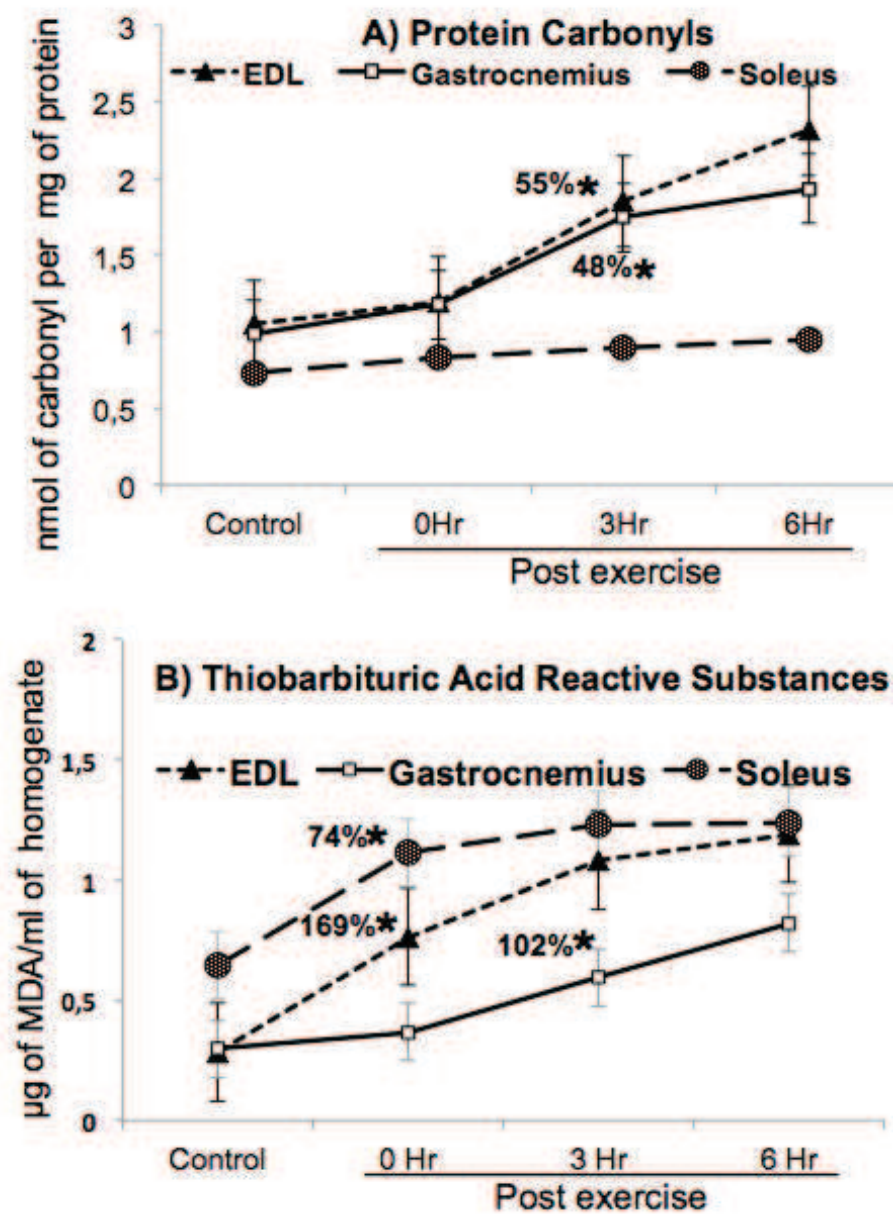 A) Protein Carbonyls
EDL Gastrocnemius Soleus
nmol of carbonyl per mg of protein
3
2,5
2
1,5
1
0,5
0
55%*
48%*
Control 0Hr 3Hr 6Hr
Post exercise
B) Thiobarbituric Acid Reactive Substances
EDL Gastrocnemius Soleus
µg of MDA/ml of homogenate
2
1,5
1
0,5
0
74%*
169%*
102%*
Control 0 Hr 3 Hr 6 Hr
Post exercise